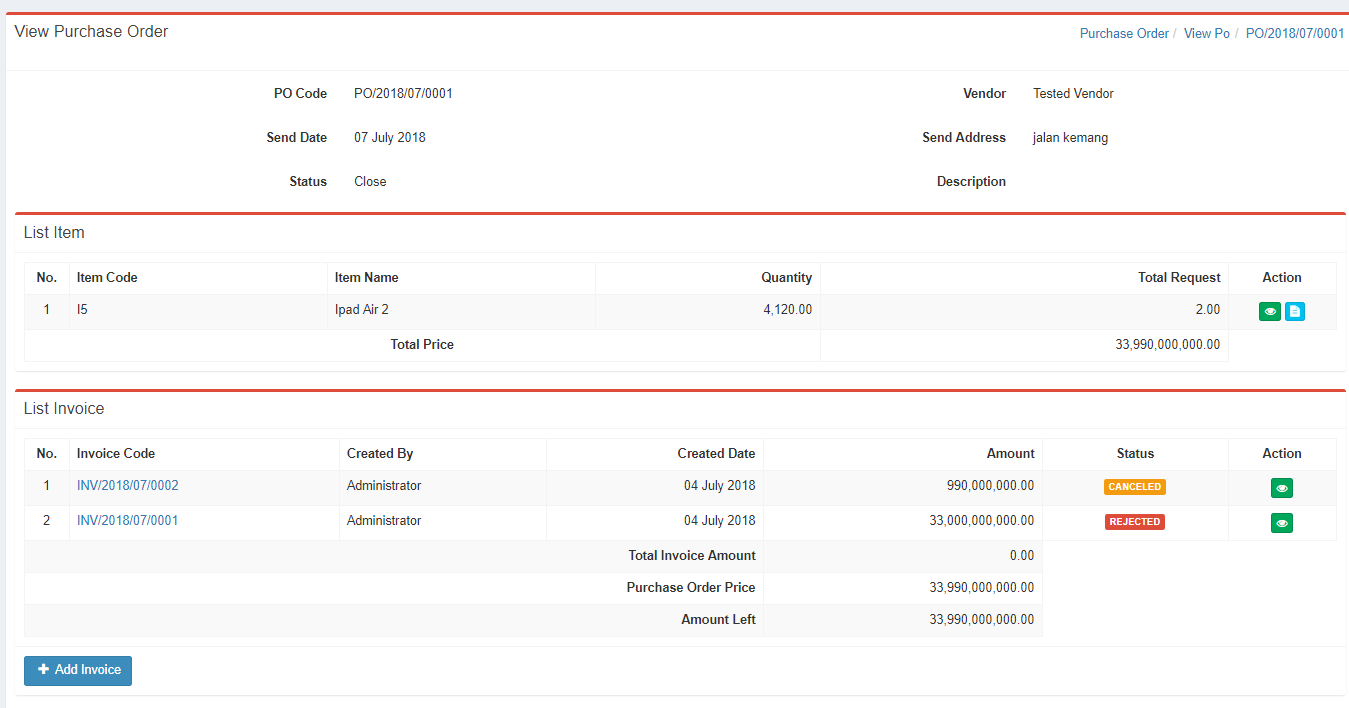 View Purchase Order
Purchase Order / View Po / PO/2018/07/0001
PO Code PO/2018/07/0001 Vendor Tested Vendor
Send Date 07 July 2018 Send Address jalan kemang
Status Close Description
List Item
No. Item Code Item Name Quantity Total Request Action
1 I5 Ipad Air 2 4,120.00 2.00
Total Price 33,990,000,000.00
List Invoice
No. Invoice Code Created By Created Date Amount Status Action
1 INV/2018/07/0002 Administrator 04 July 2018 990,000,000.00 CANCELED
2 INV/2018/07/0001 Administrator 04 July 2018 33,000,000,000.00 REJECTED
Total Invoice Amount 0.00
Purchase Order Price 33,990,000,000.00
Amount Left 33,990,000,000.00
Add Invoice